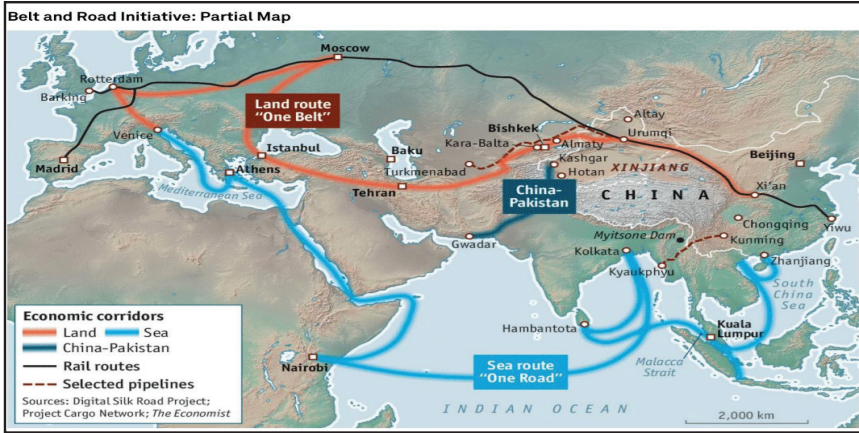 Belt and Road Initiative: Partial Map
Moscow
Rotterdam
Barking
Land route
"One Belt"
Altay
Venice
Bishkek
Urumqi
Kara-Balta
Almaty
Istanbul
Baku
Kashgar
Beijing
Madrid
Turkmenabad
Hotan
XINJIANG
Athens
Mediterranean Sea
Tehran
China-
Pakistan
CHINA
Xi'an
Chongqing
Yiwu
Gwadar
Myitsone Dam
Kunming
Kolkata
Zhanjiang
Kyaukphyu
South
China
Sea
Economic corridors
Land
Sea
China-Pakistan
Rail routes
Selected pipelines
Sources: Digital Silk Road Project;
Project Cargo Network; The Economist
Hambantota
Kuala
Lumpur
Nairobi
Sea route
"One Road"
Malacca
Strait
INDIAN OCEAN
2,000 km